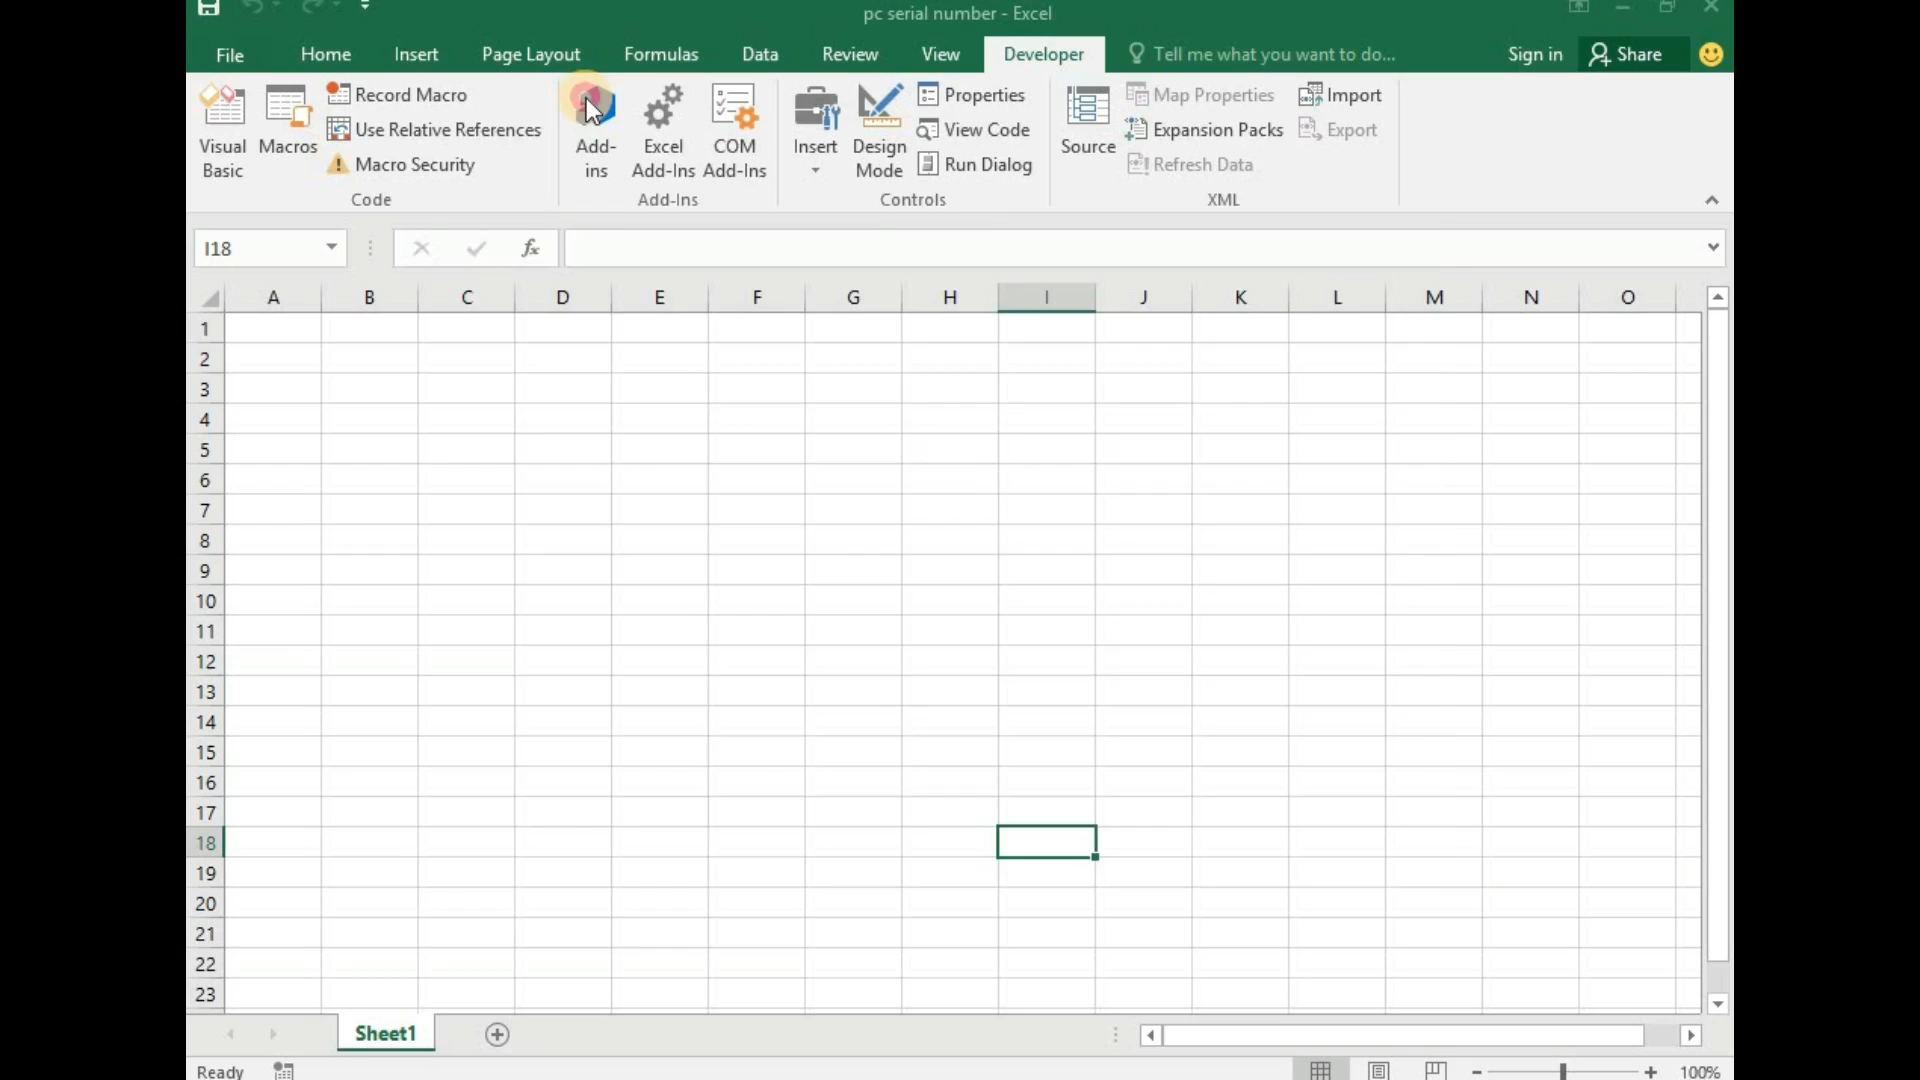 pc serial number - Excel
File Home Insert Page Layout Formulas Data Review View Developer Tell me what you want to do... Sign in Share
Visual Basic
Macros
Record Macro
Use Relative References
Macro Security
Code
Add-ins
Excel Add-Ins
COM Add-Ins
Add-Ins
Insert
Design Mode
Properties
View Code
Run Dialog
Controls
Source
Map Properties
Expansion Packs
Refresh Data
Import
Export
XML
I18
fx
A B C D E F G H I J K L M N O
1
2
3
4
5
6
7
8
9
10
11
12
13
14
15
16
17
18
19
20
21
22
23
Sheet1
Ready 100%